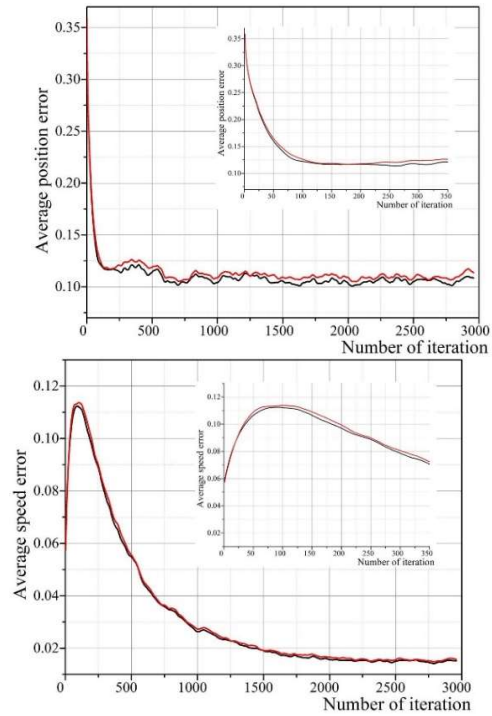 Average position error
0.35
0.30
0.25
0.20
0.15
0.10
0 500 1000 1500 2000 2500 3000
Number of iteration
Average position error
0.35
0.30
0.25
0.20
0.15
0.10
0 50 100 150 200 250 300 350
Number of iteration
Average speed error
0.12
0.10
0.08
0.06
0.04
0.02
0 500 1000 1500 2000 2500 3000
Number of iteration
Average speed error
0.12
0.10
0.08
0.06
0.04
0.02
0 50 100 150 200 250 300 350
Number of iteration